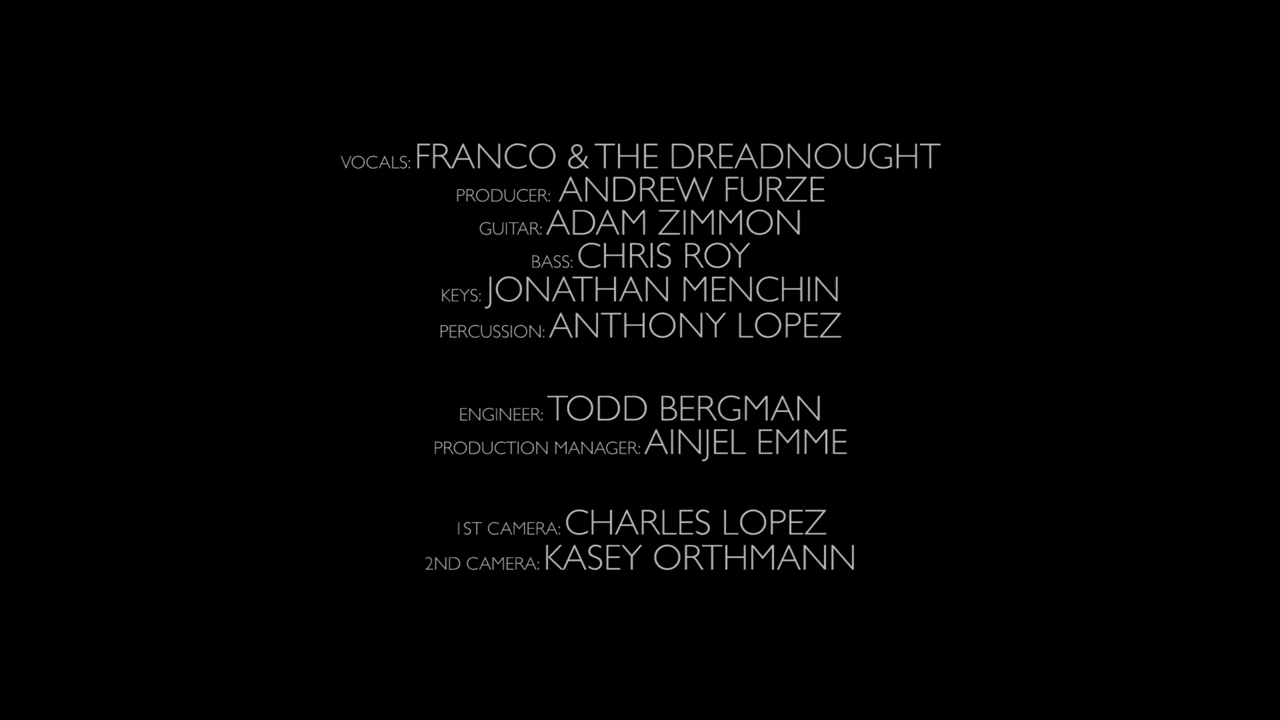 VOCALS: FRANCO & THE DREADNOUGHT
PRODUCER: ANDREW FURZE
GUITAR: ADAM ZIMMON
BASS: CHRIS ROY
KEYS: JONATHAN MENCHIN
PERCUSSION: ANTHONY LOPEZ
ENGINEER: TODD BERGMAN
PRODUCTION MANAGER: AINJEL EMME
1ST CAMERA: CHARLES LOPEZ
2ND CAMERA: KASEY ORTHMANN